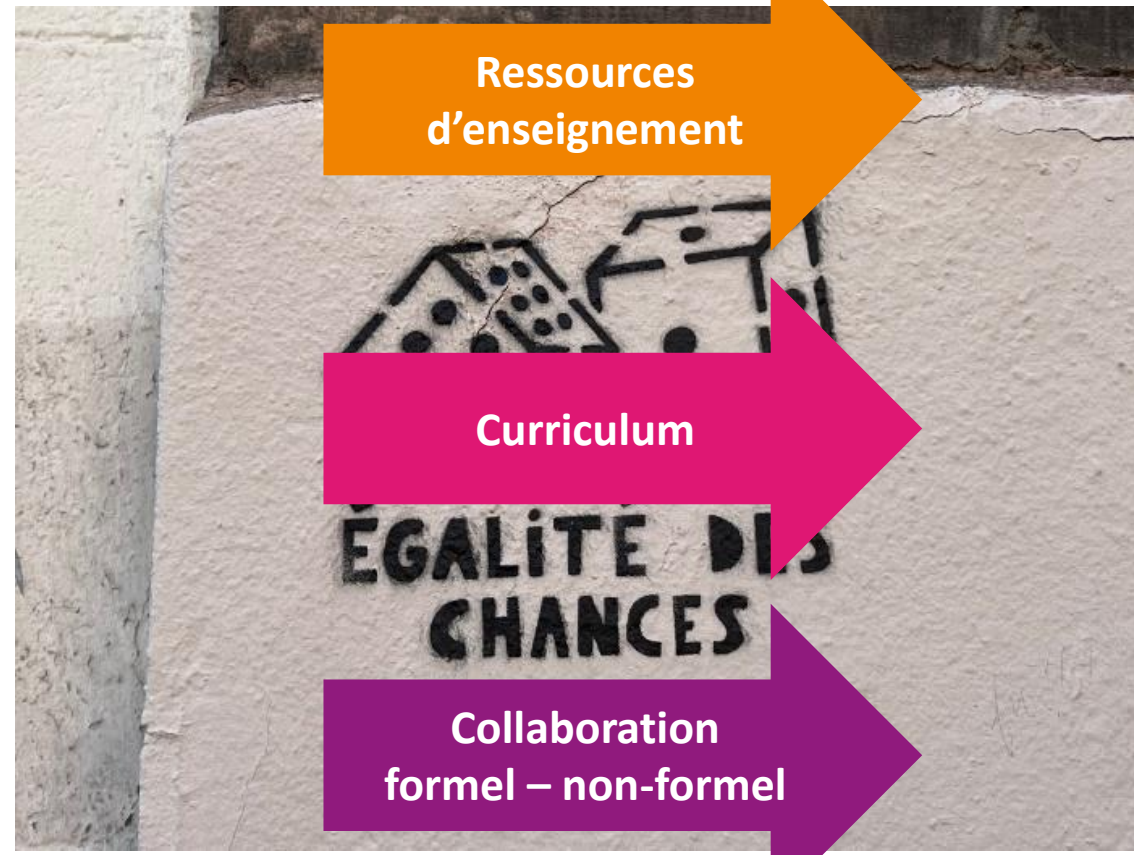 Ressources
d’enseignement
Curriculum
ÉGALiTÉ DES
CHANCES
Collaboration
formel – non-formel